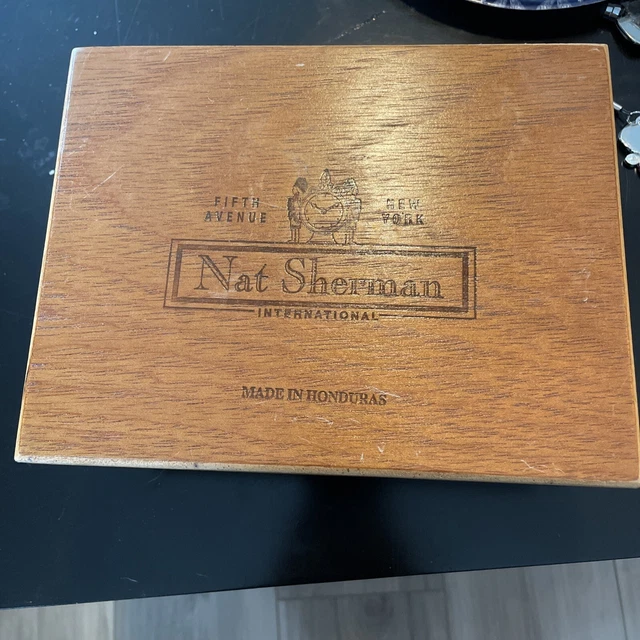 FIFTH AVENUE
NEW YORK
Nat Sherman
INTERNATIONAL
MADE IN HONDURAS